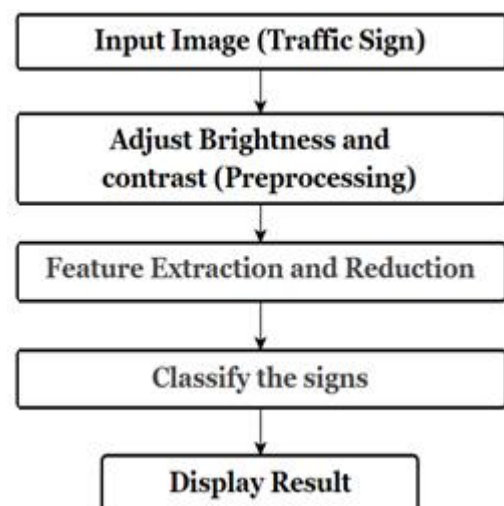 Input Image (Traffic Sign)
Adjust Brightness and
contrast (Preprocessing)
Feature Extraction and Reduction
Classify the signs
Display Result